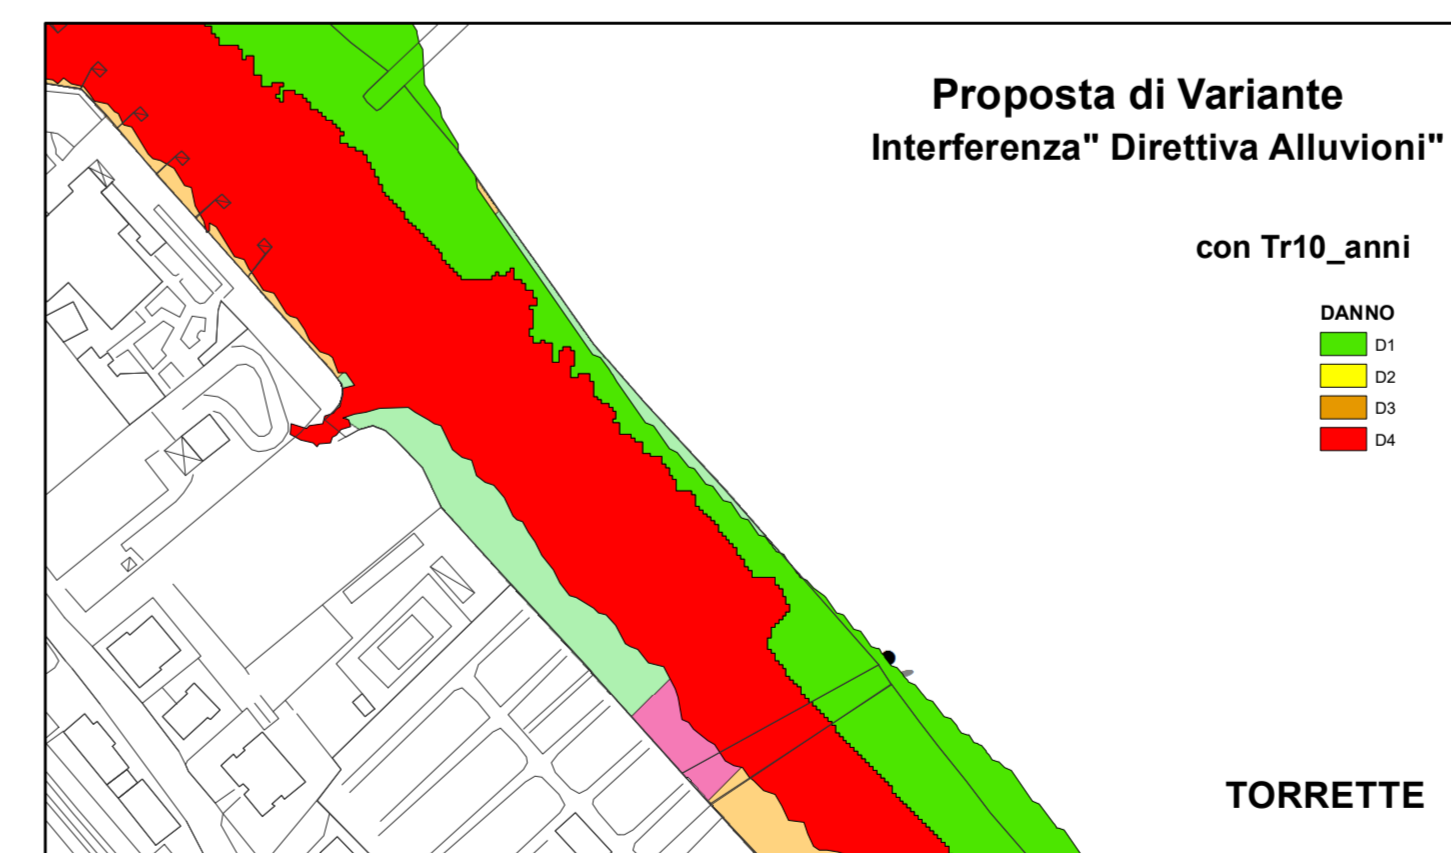 Proposta di Variante
Interferenza" Direttiva Alluvioni"
con Tr10_anni
DANNO
D1
D2
D3
D4
TORRETTE